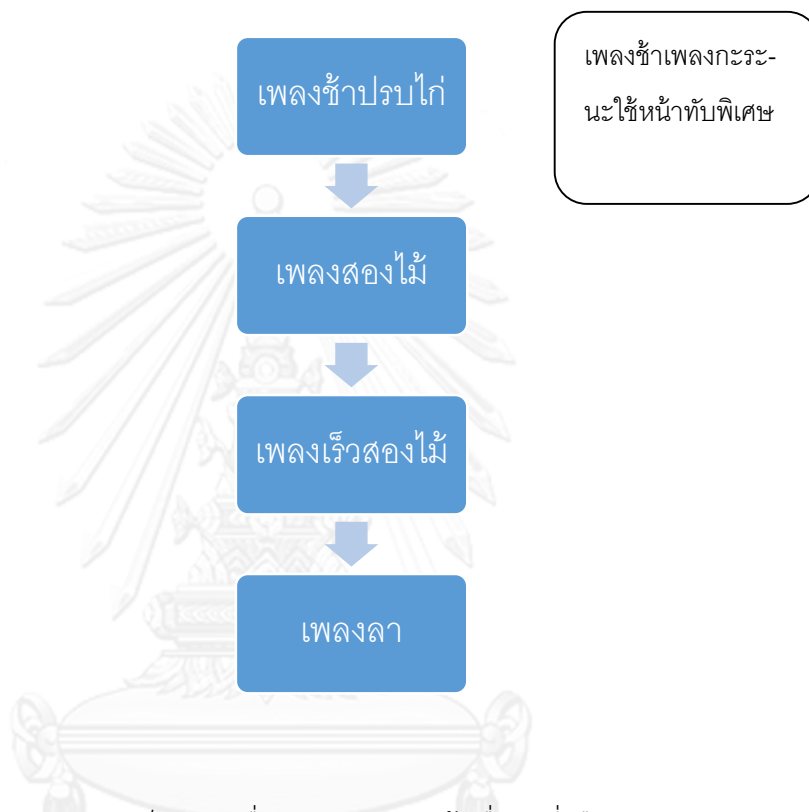 เพลงช้าปรบไก่
เพลงช้าเพลงกะระ-
นะใช้หน้าทับพิเศษ
เพลงสองไม้
เพลงเร็วสองไม้
เพลงลา